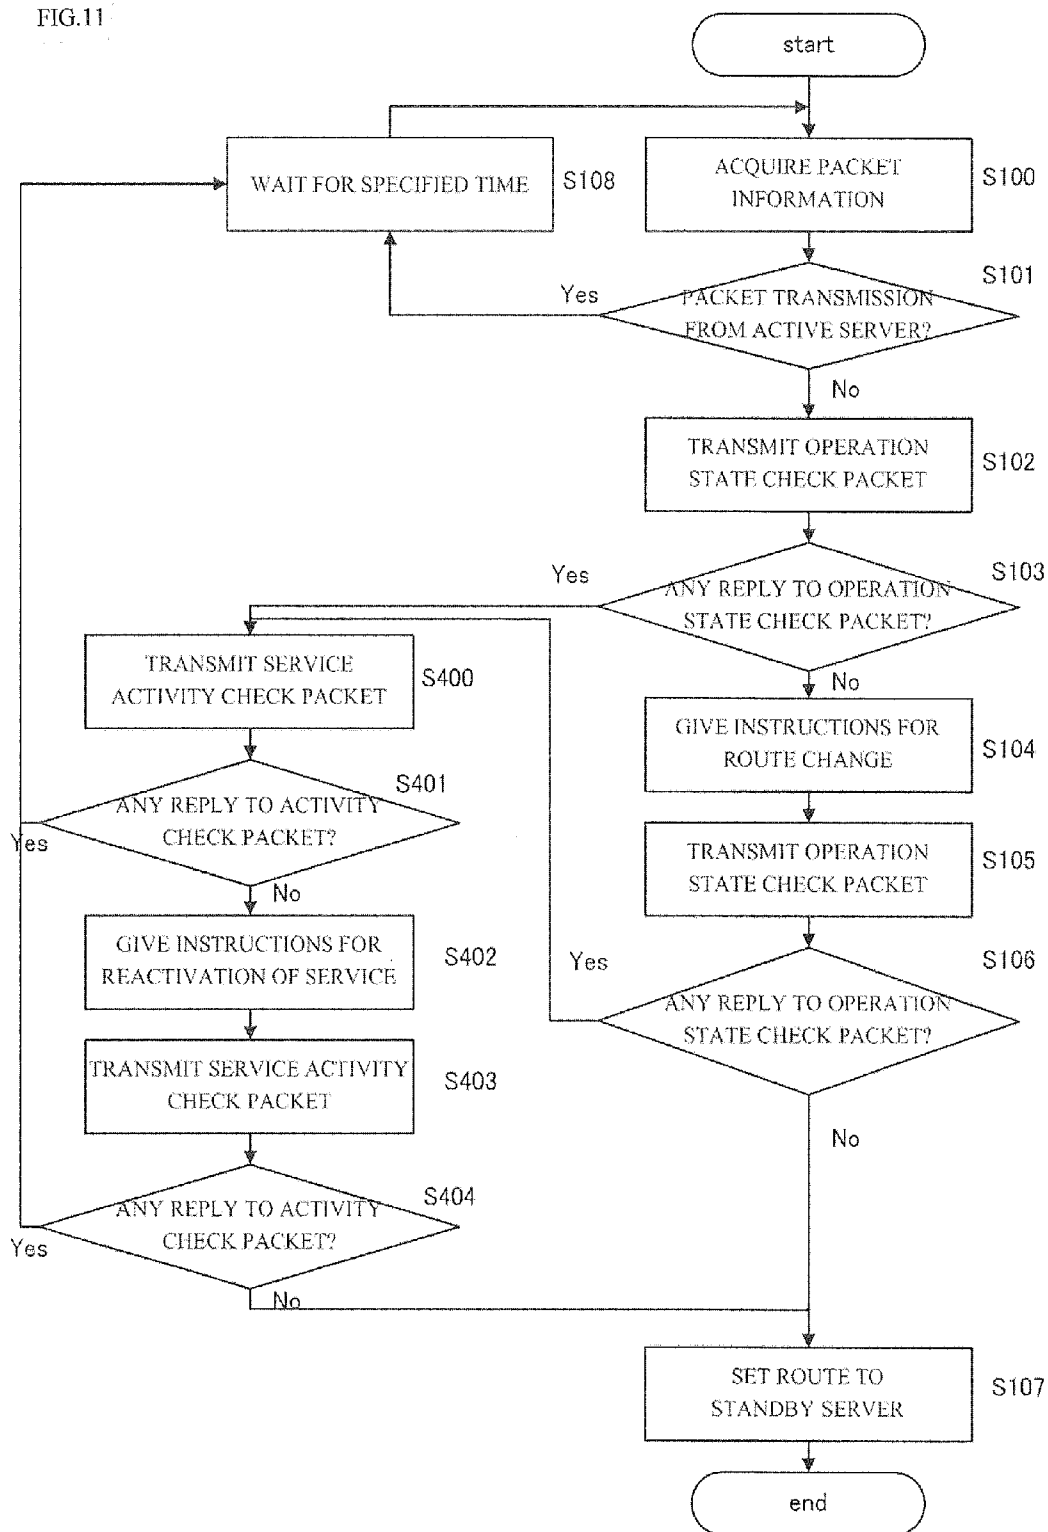 FIG.11
start
WAIT FOR SPECIFIED TIME
S108
ACQUIRE PACKET
INFORMATION
S100
S101
Yes
PACKET TRANSMISSION
FROM ACTIVE SERVER?
No
TRANSMIT OPERATION
STATE CHECK PACKET
S102
Yes
S103
ANY REPLY TO OPERATION
STATE CHECK PACKET?
No
TRANSMIT SERVICE
ACTIVITY CHECK PACKET
S400
GIVE INSTRUCTIONS FOR
ROUTE CHANGE
S104
S401
ANY REPLY TO ACTIVITY
CHECK PACKET?
Yes
No
TRANSMIT OPERATION
STATE CHECK PACKET
S105
GIVE INSTRUCTIONS FOR
REACTIVATION OF SERVICE
S402
Yes
S106
ANY REPLY TO OPERATION
STATE CHECK PACKET?
No
TRANSMIT SERVICE ACTIVITY
CHECK PACKET
S403
S404
ANY REPLY TO ACTIVITY
CHECK PACKET?
Yes
No
SET ROUTE TO
STANDBY SERVER
S107
end